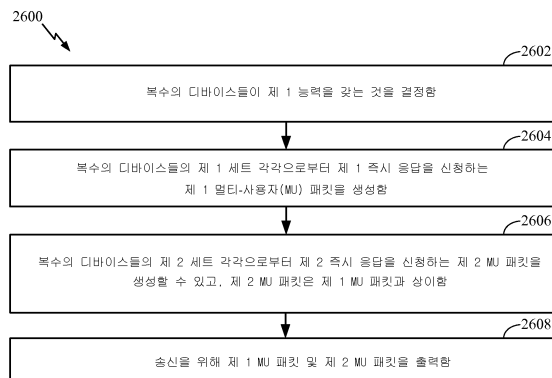 2600
2602
복수의 디바이스들이 제 1 능력을 갖는 것을 결정함
2604
복수의 디바이스들의 제 1 세트 각각으로부터 제 1 즉시 응답을 신청하는
제 1 멀티-사용자(MU) 패킷을 생성함
2606
복수의 디바이스들의 제 2 세트 각각으로부터 제 2 즉시 응답을 신청하는 제 2 MU 패킷을
생성할 수 있고, 제 2 MU 패킷은 제 1 MU 패킷과 상이함
2608
송신을 위해 제 1 MU 패킷 및 제 2 MU 패킷을 출력함